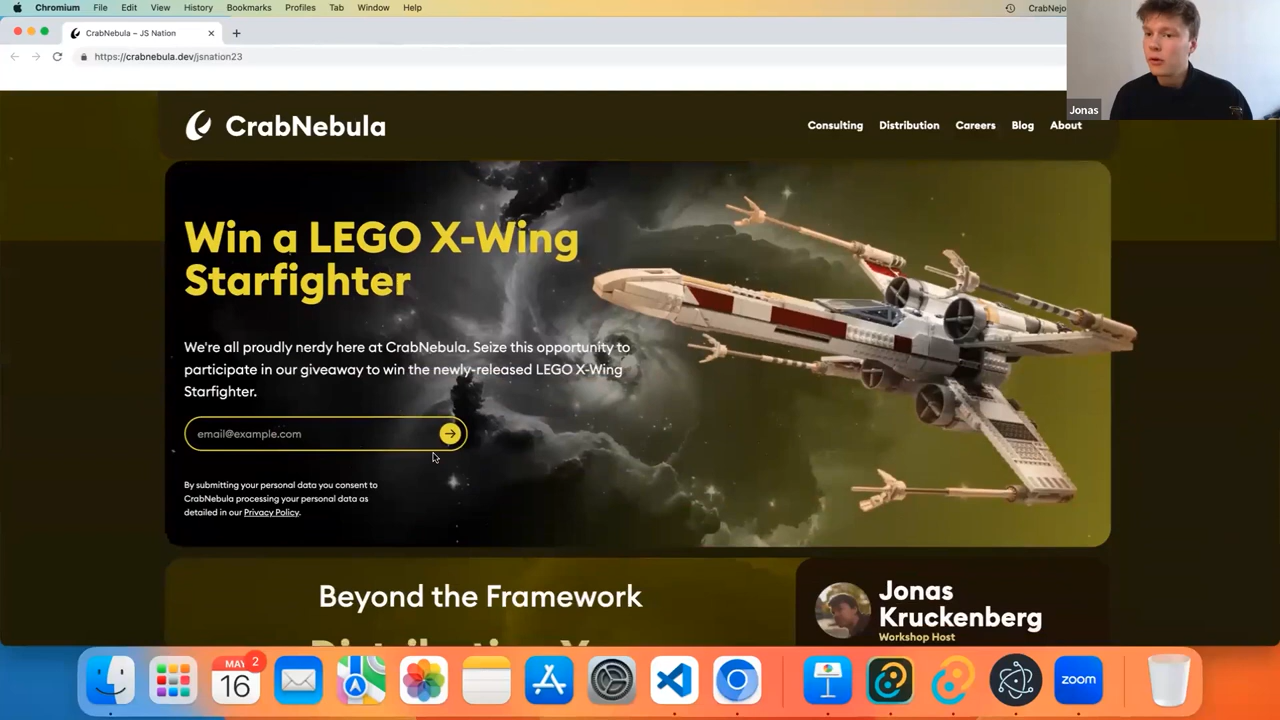 Chromium File Edit View History Bookmarks Profiles Tab Window Help
CrabNejo
CrabNebula – JS Nation
https://crabnebula.dev/jsnation23
Jonas
CrabNebula
Consulting Distribution Careers Blog About
Win a LEGO X-Wing
Starfighter
We're all proudly nerdy here at CrabNebula. Seize this opportunity to
participate in our giveaway to win the newly-released LEGO X-Wing
Starfighter.
email@example.com
By submitting your personal data you consent to
CrabNebula processing your personal data as
detailed in our Privacy Policy.
Beyond the Framework
Jonas
Kruckenberg
Workshop Host
MAY 2
16
zoom